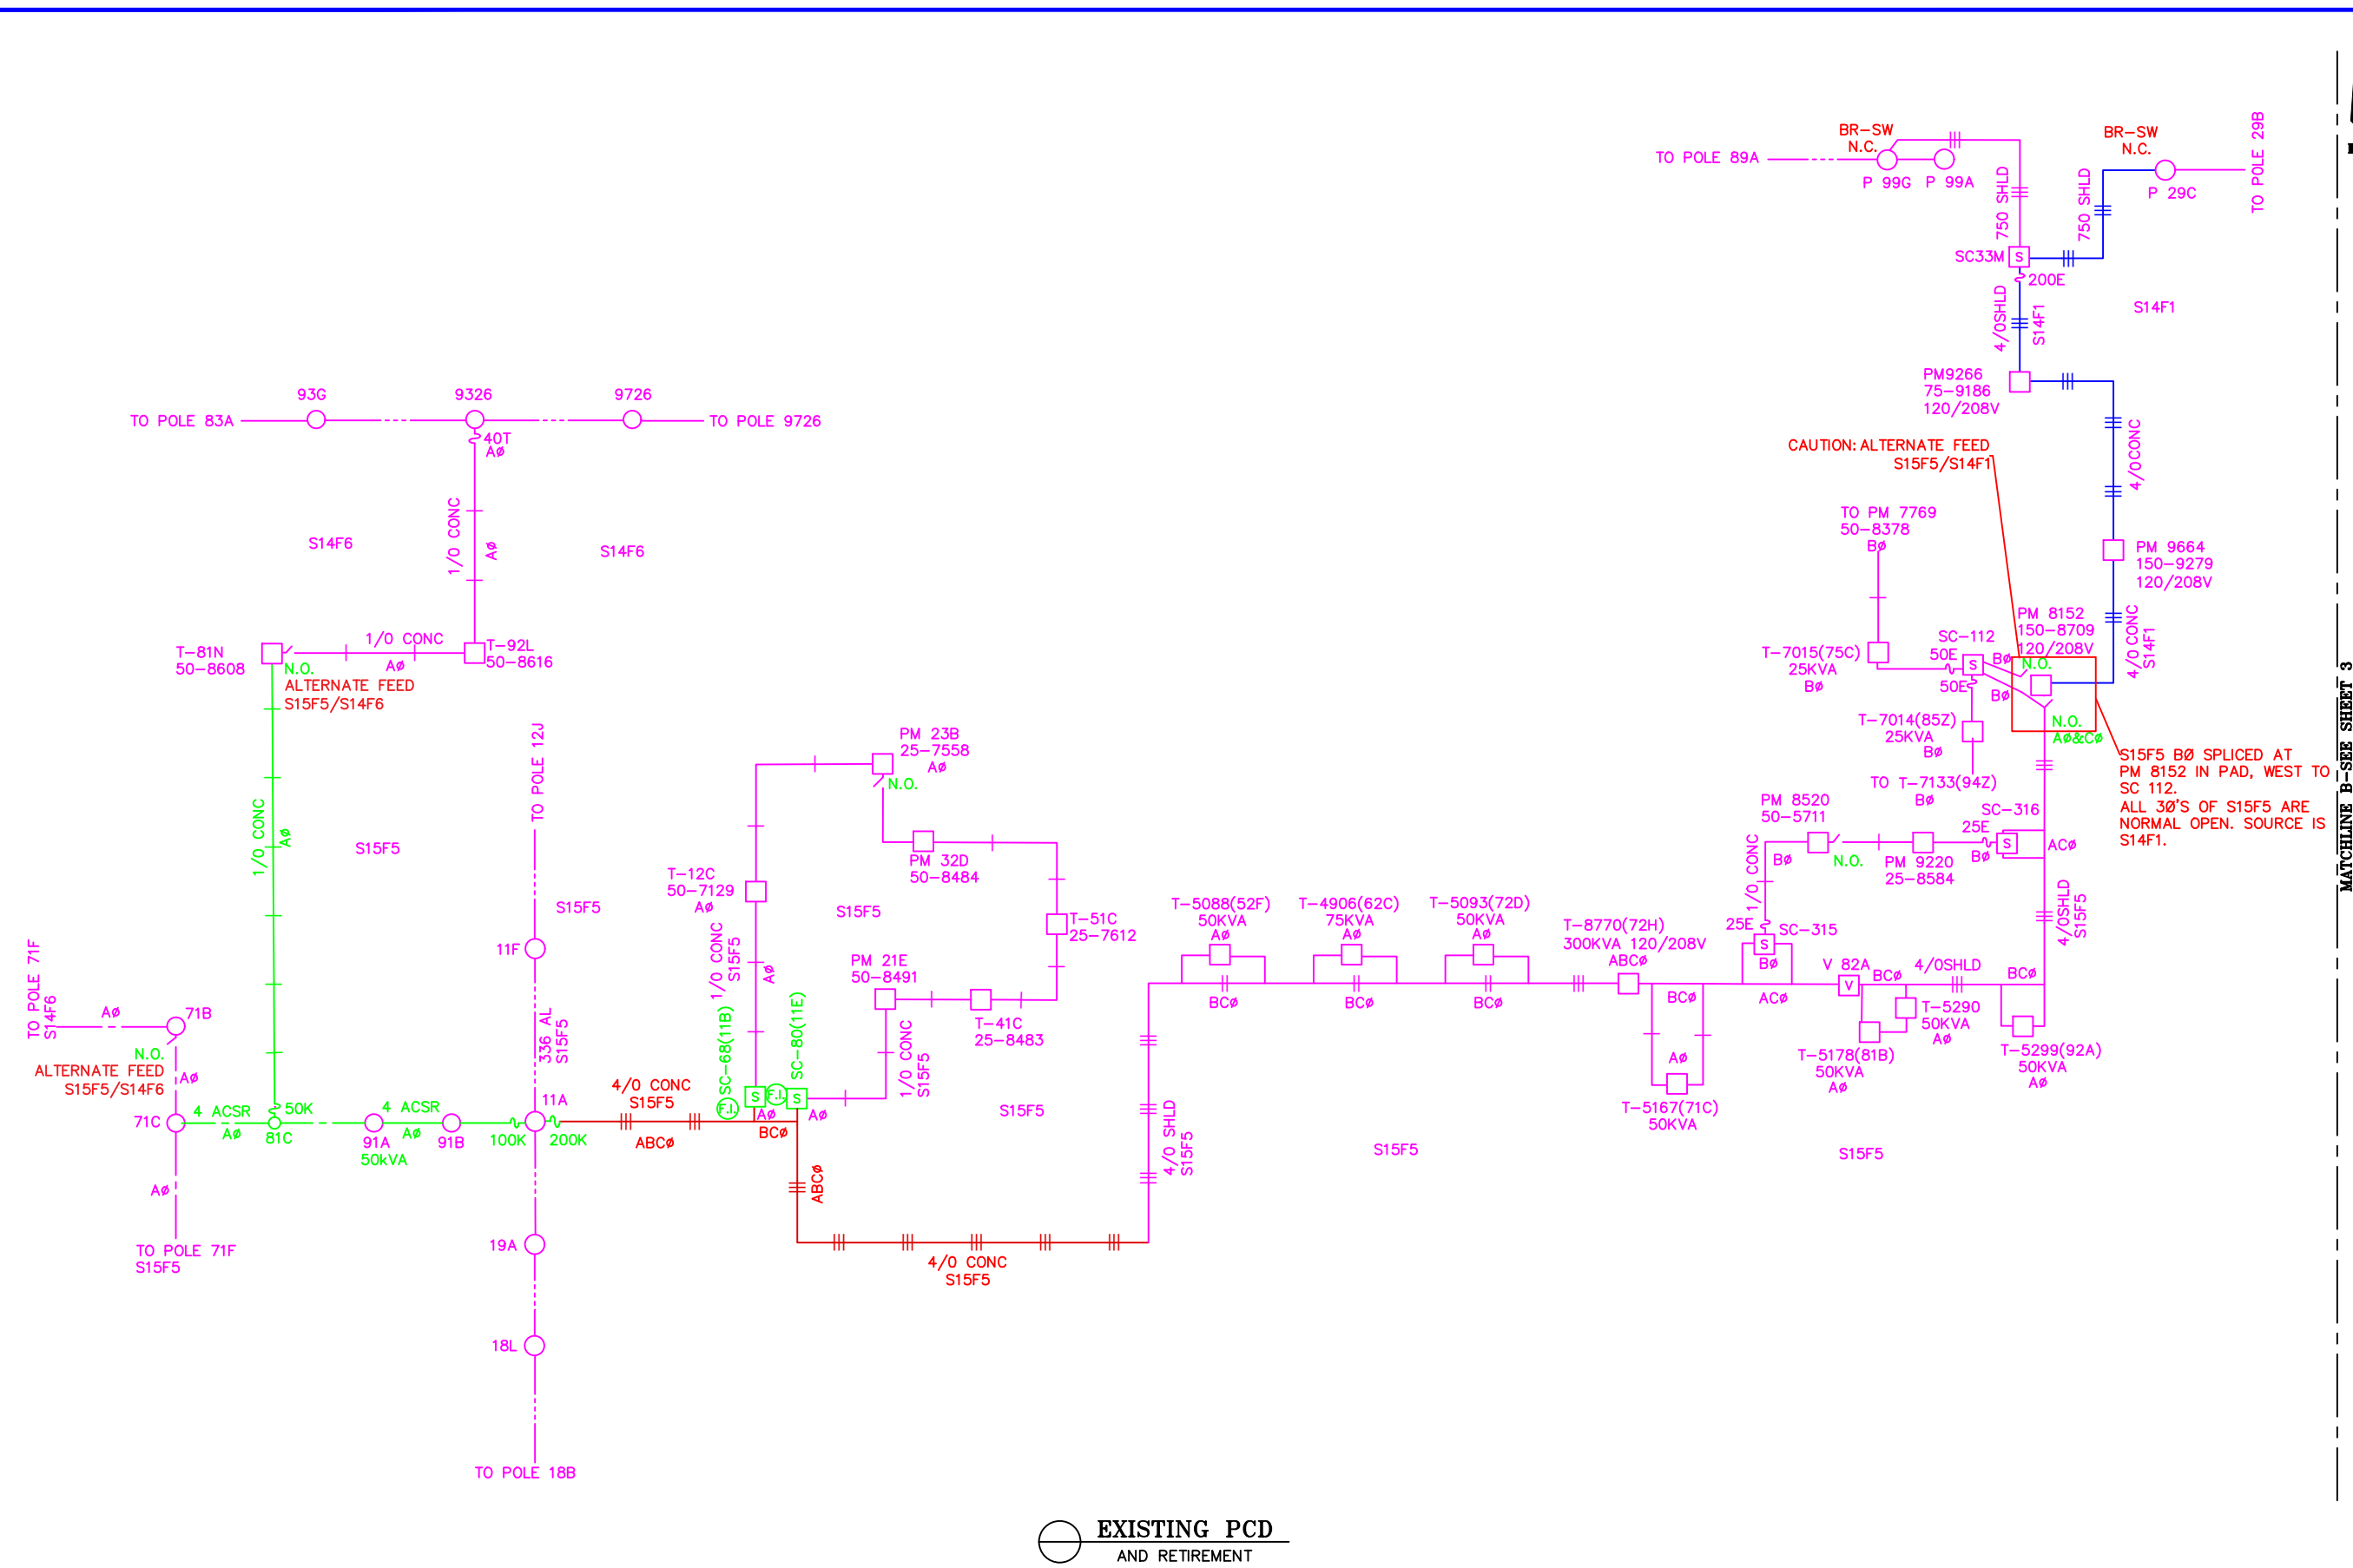 BR-SW
N.C.
TO POLE 89A
P 99G
P 99A
750 SHLD
BR-SW
N.C.
750 SHLD
P 29C
TO POLE 29B
SC33M
S
200E
4/0SHLD
S14F1
S14F1
PM9266
75-9186
120/208V
CAUTION: ALTERNATE FEED
S15F5/S14F1
4/0CONC
PM 9664
150-9279
120/208V
4/0 CONC
S14F1
TO PM 7769
50-8378
BØ
T-7015(75C)
25KVA
BØ
SC-112
50E
S
BØ
50E
BØ
PM 8152
150-8709
120/208V
N.O.
N.O.
AØ&CØ
T-7014(85Z)
25KVA
BØ
TO T-7133(94Z)
BØ
S15F5 BØ SPLICED AT
PM 8152 IN PAD, WEST TO
SC 112.
ALL 3Ø'S OF S15F5 ARE
NORMAL OPEN. SOURCE IS
S14F1.
MATCHLINE B-SEE SHEET 3
93G
9326
9726
TO POLE 83A
TO POLE 9726
40T
AØ
1/0 CONC
AØ
S14F6
S14F6
T-81N
50-8608
1/0 CONC
AØ
T-92L
50-8616
N.O.
ALTERNATE FEED
S15F5/S14F6
1/0 CONC
AØ
S15F5
TO POLE 12J
S15F5
11F
336 AL
S15F5
TO POLE 71F
S14F6
AØ
71B
N.O.
ALTERNATE FEED
S15F5/S14F6
AØ
71C
4 ACSR
AØ
50K
81C
4 ACSR
AØ
91A
50kVA
91B
100K
11A
200K
AØ
TO POLE 71F
S15F5
19A
18L
TO POLE 18B
4/0 CONC
S15F5
ABCØ
PM 23B
25-7558
AØ
N.O.
T-12C
50-7129
AØ
PM 32D
50-8484
S15F5
T-51C
25-7612
1/0 CONC
S15F5
AØ
PM 21E
50-8491
T-41C
25-8483
SC-68(11B)
SC-80(11E)
F.I.
S
F.I.
S
AØ
AØ
BCØ
1/0 CONC
S15F5
S15F5
ABCØ
4/0 CONC
S15F5
4/0 SHLD
S15F5
T-5088(52F)
50KVA
AØ
BCØ
T-4906(62C)
75KVA
AØ
BCØ
T-5093(72D)
50KVA
AØ
BCØ
T-8770(72H)
300KVA 120/208V
ABCØ
BCØ
AØ
T-5167(71C)
50KVA
S15F5
S15F5
PM 8520
50-5711
1/0 CONC
BØ
N.O.
PM 9220
25-8584
25E
BØ
SC-316
S
ACØ
4/0SHLD
S15F5
25E
S
SC-315
BØ
ACØ
V 82A
V
BCØ
4/0SHLD
BCØ
T-5290
50KVA
AØ
T-5178(81B)
50KVA
AØ
T-5299(92A)
50KVA
AØ
EXISTING PCD
AND RETIREMENT